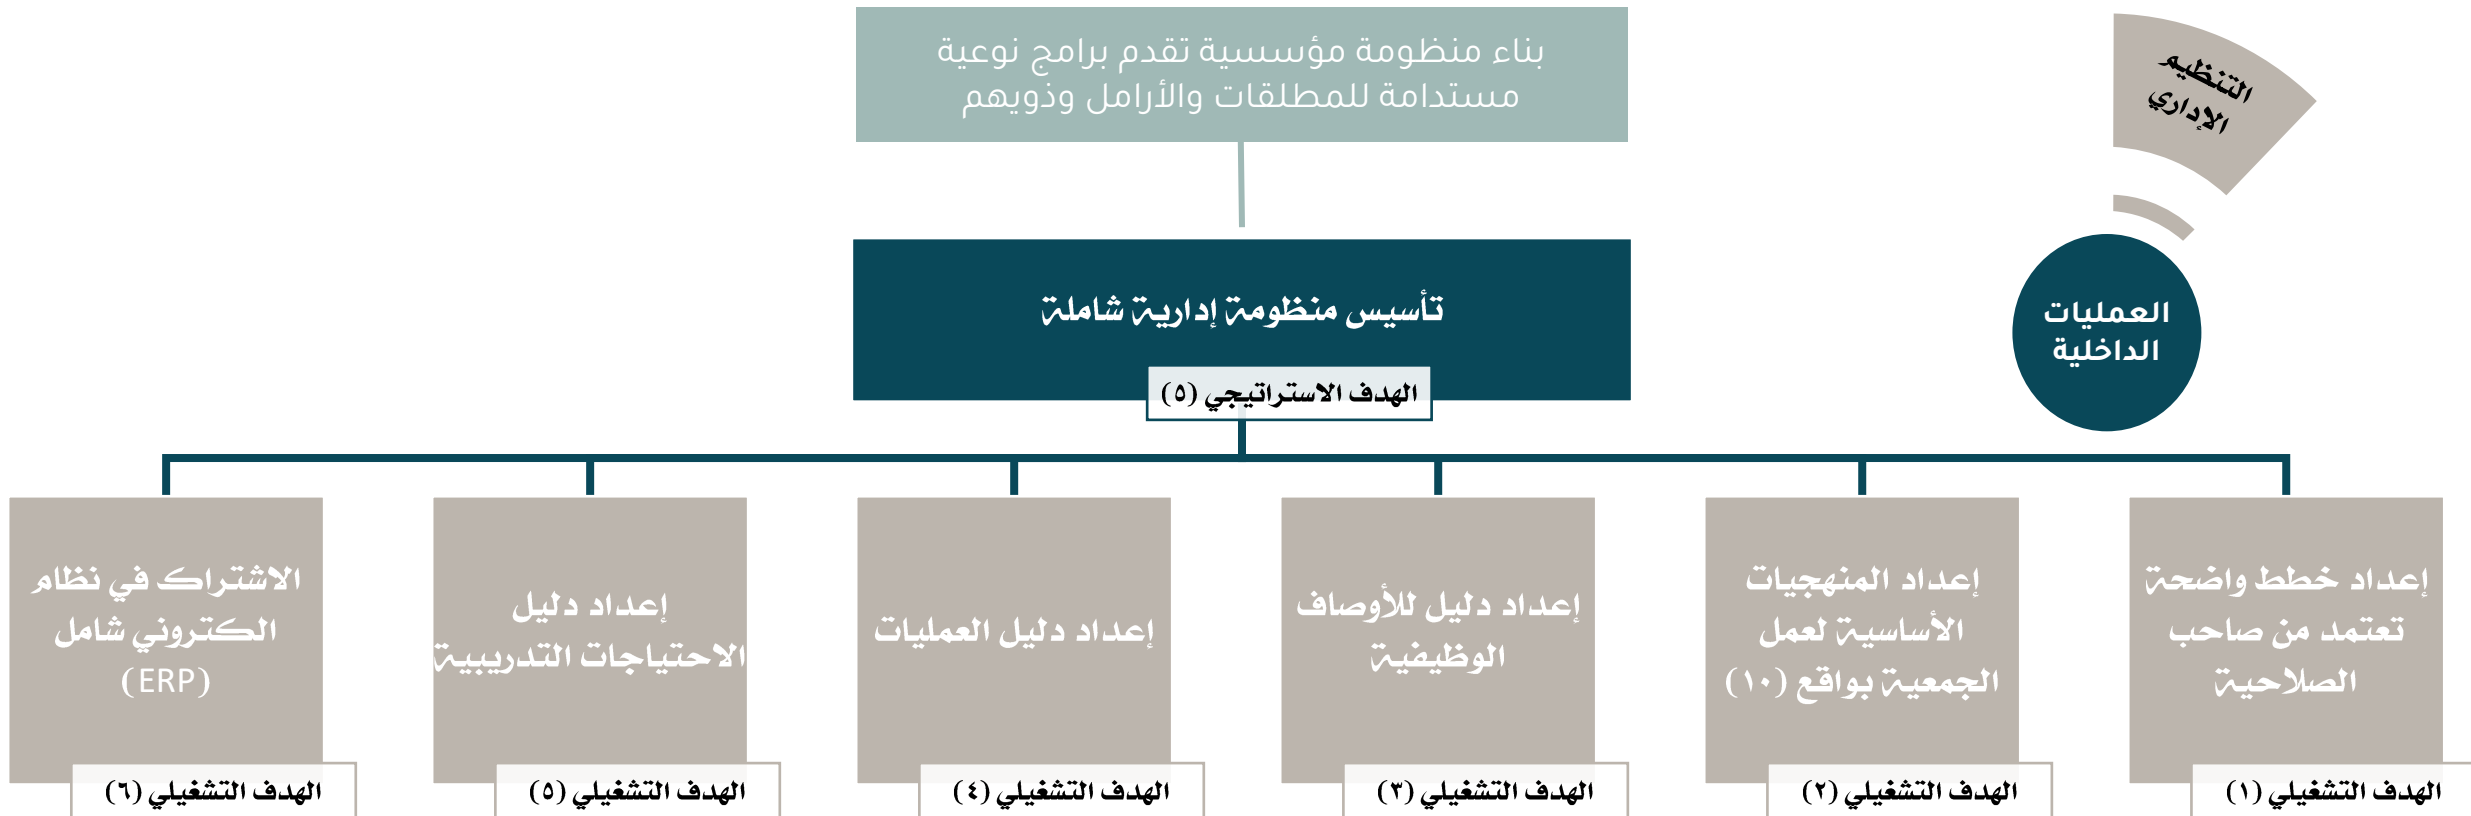 بناء منظومة مؤسسية تقدم برامج نوعية
مستدامة للمطلقات والأرامل وذويهم
التنظيم
الإداري
العمليات
الداخلية
تأسيس منظومة إدارية شاملة
الهدف الاستراتيجي (٥)
إعداد خطط واضحة
تعتمد من صاحب
الصلاحية
الهدف التشغيلي (١)
إعداد المنهجيات
الأساسية لعمل
الجمعية بواقع (١٠)
الهدف التشغيلي (٢)
إعداد دليل للأوصاف
الوظيفية
الهدف التشغيلي (٣)
إعداد دليل العمليات
الهدف التشغيلي (٤)
إعداد دليل
الاحتياجات التدريبية
الهدف التشغيلي (٥)
الاشتراك في نظام
الكتروني شامل
(ERP)
الهدف التشغيلي (٦)